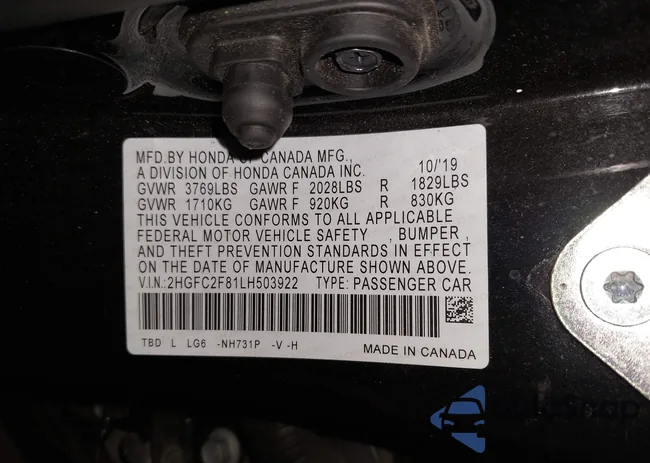 MFD.BY HONDA OF CANADA MFG., 10/'19
A DIVISION OF HONDA CANADA INC.
GVWR 3769LBS GAWR F 2028LBS R 1829LBS
GVWR 1710KG GAWR F 920KG R 830KG
THIS VEHICLE CONFORMS TO ALL APPLICABLE
FEDERAL MOTOR VEHICLE SAFETY , BUMPER ,
AND THEFT PREVENTION STANDARDS IN EFFECT
ON THE DATE OF MANUFACTURE SHOWN ABOVE.
V.I.N.:2HGFC2F81LH503922 TYPE: PASSENGER CAR
TBD L LG6 -NH731P -V -H
MADE IN CANADA